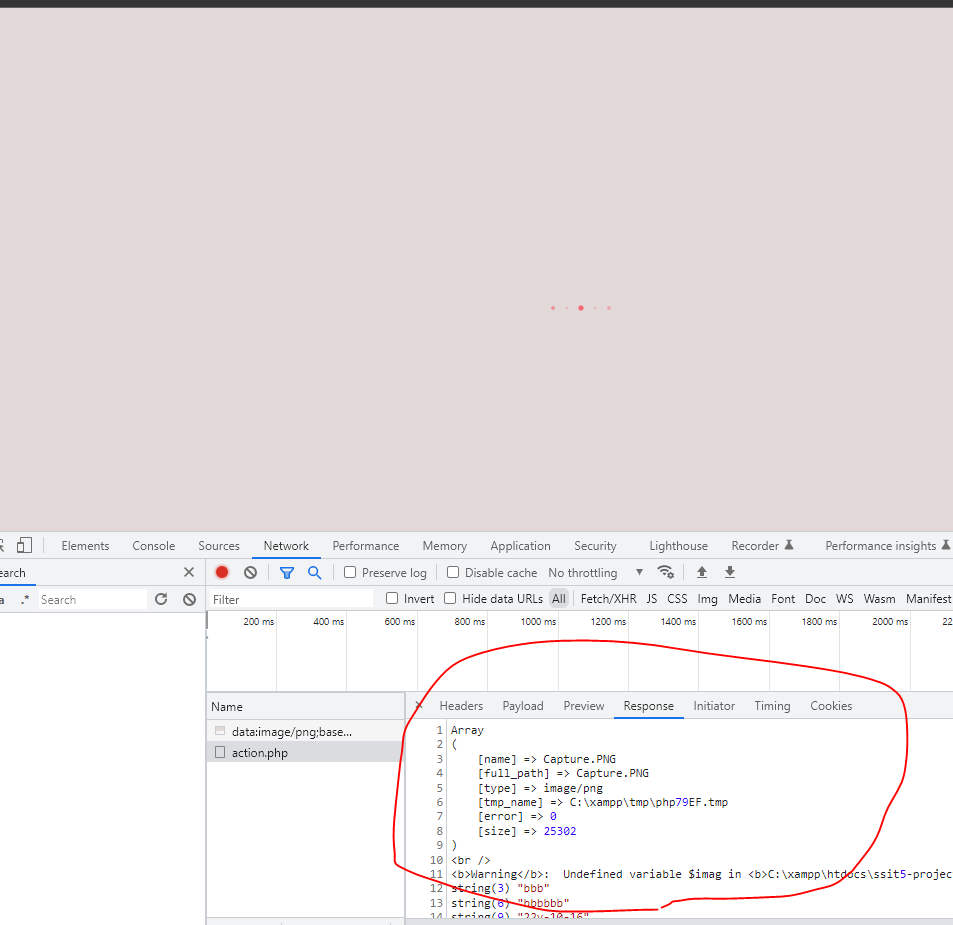 Elements Console Sources Network Performance Memory Application Security Lighthouse Recorder Performance insights
earch
Preserve log Disable cache No throttling
.* Search
Filter Invert Hide data URLs All Fetch/XHR JS CSS Img Media Font Doc WS Wasm Manifest
200 ms 400 ms 600 ms 800 ms 1000 ms 1200 ms 1400 ms 1600 ms 1800 ms 2000 ms 22
Name
Headers Payload Preview Response Initiator Timing Cookies
data:image/png;base...
action.php
1 Array
2 (
3 [name] => Capture.PNG
4 [full_path] => Capture.PNG
5 [type] => image/png
6 [tmp_name] => C:\xampp\tmp\php79EF.tmp
7 [error] => 0
8 [size] => 25302
9 )
10 <br />
11 <b>Warning</b>:  Undefined variable $imag in <b>C:\xampp\htdocs\ssit5-projec
12 string(3) "bbb"
13 string(6) "bbbbbb"
14 string(9) "22y-10-16"